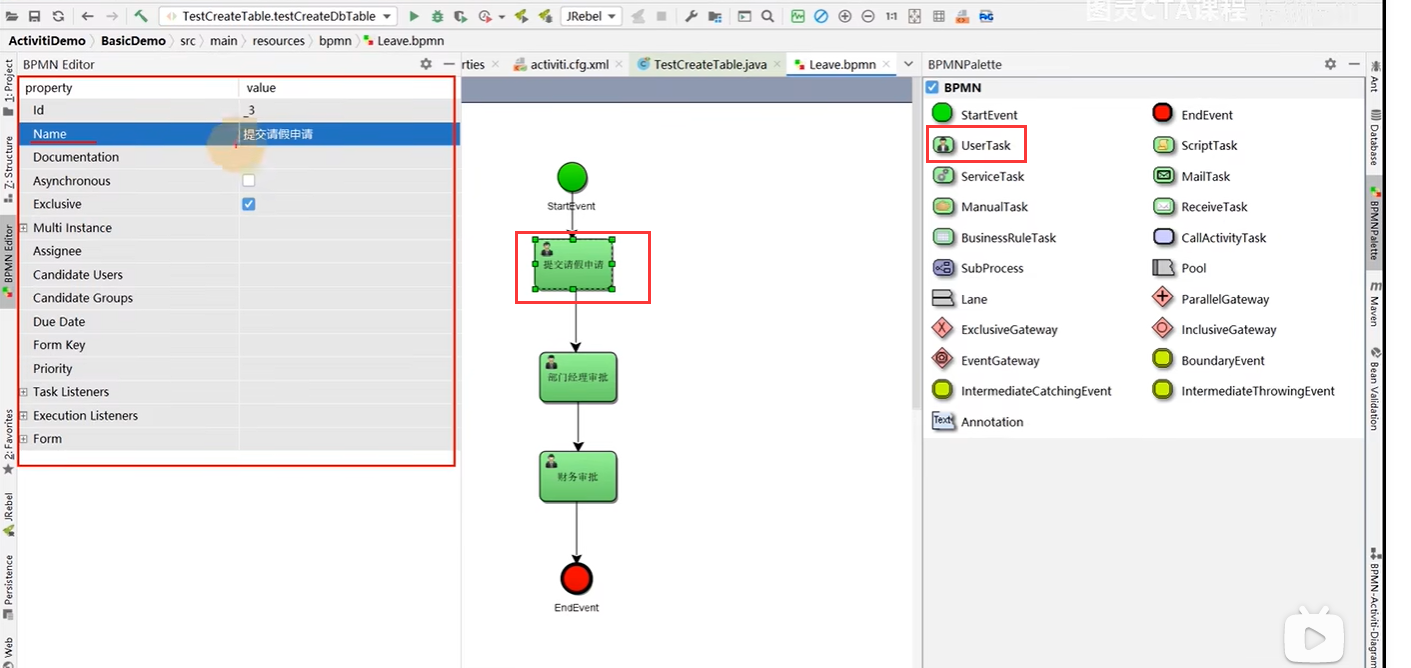 图灵CTA课程
TestCreateTable.testCreateDbTable
JRebel
1:1
ActivitiDemo BasicDemo src main resources bpmn Leave.bpmn
BPMN Editor
rties activiti.cfg.xml TestCreateTable.java Leave.bpmn
BPMNPalette
1: Project
Z: Structure
BPMN Editor
2: Favorites
JRebel
Persistence
Web
property value
Id _3
Name 提交请假申请
Documentation
Asynchronous
Exclusive
Multi Instance
Assignee
Candidate Users
Candidate Groups
Due Date
Form Key
Priority
Task Listeners
Execution Listeners
Form
StartEvent
提交请假申请
部门经理审批
财务审批
EndEvent
BPMN
StartEvent EndEvent
UserTask ScriptTask
ServiceTask MailTask
ManualTask ReceiveTask
BusinessRuleTask CallActivityTask
SubProcess Pool
Lane ParallelGateway
ExclusiveGateway InclusiveGateway
EventGateway BoundaryEvent
IntermediateCatchingEvent IntermediateThrowingEvent
Text Annotation
Ant
Database
BPMNPalette
Maven
Bean Validation
BPMN-Activiti-Diagram